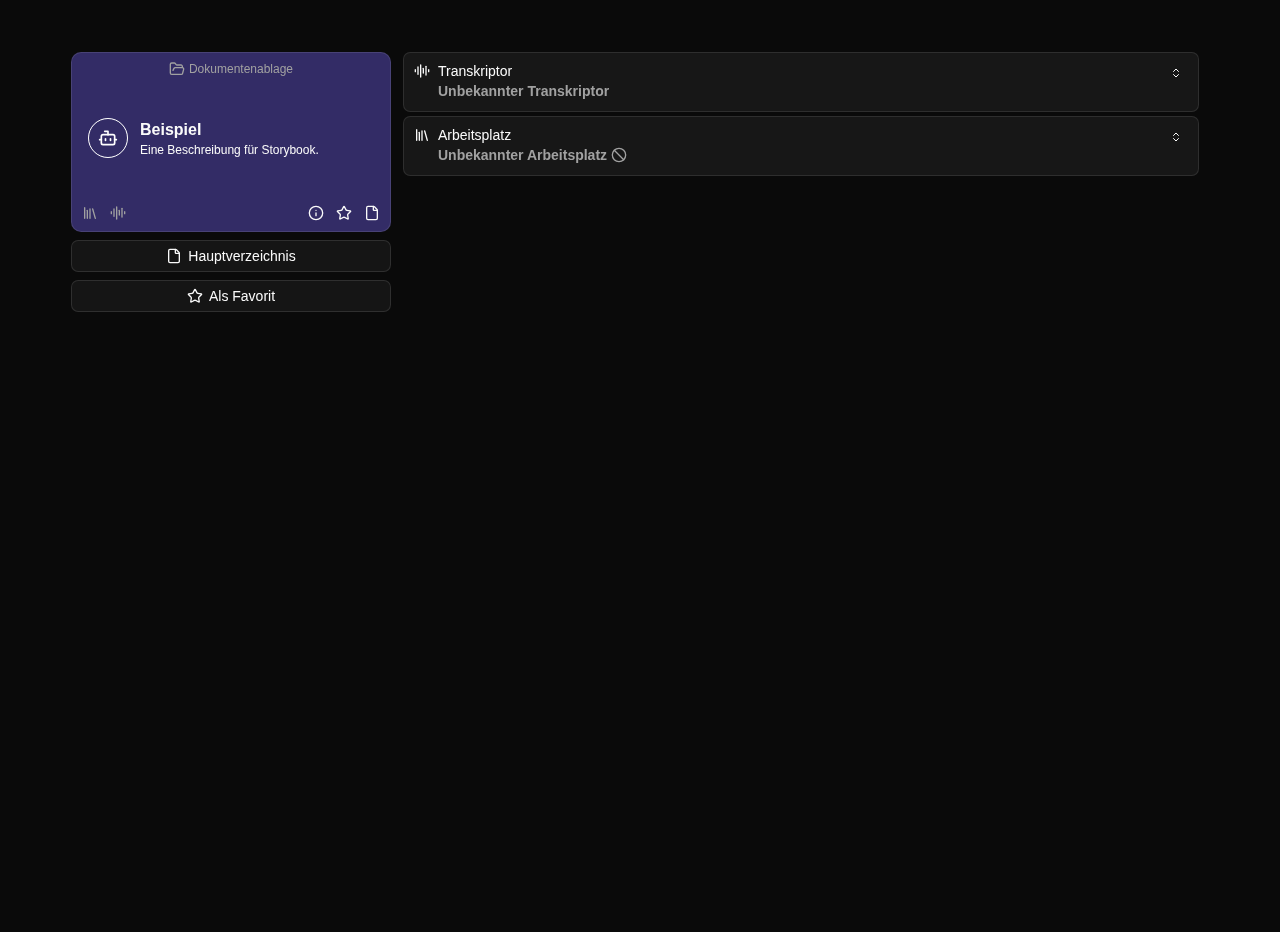 Dokumentenablage
Beispiel
Eine Beschreibung für Storybook.
Hauptverzeichnis
Als Favorit
Transkriptor
Unbekannter Transkriptor
Arbeitsplatz
Unbekannter Arbeitsplatz